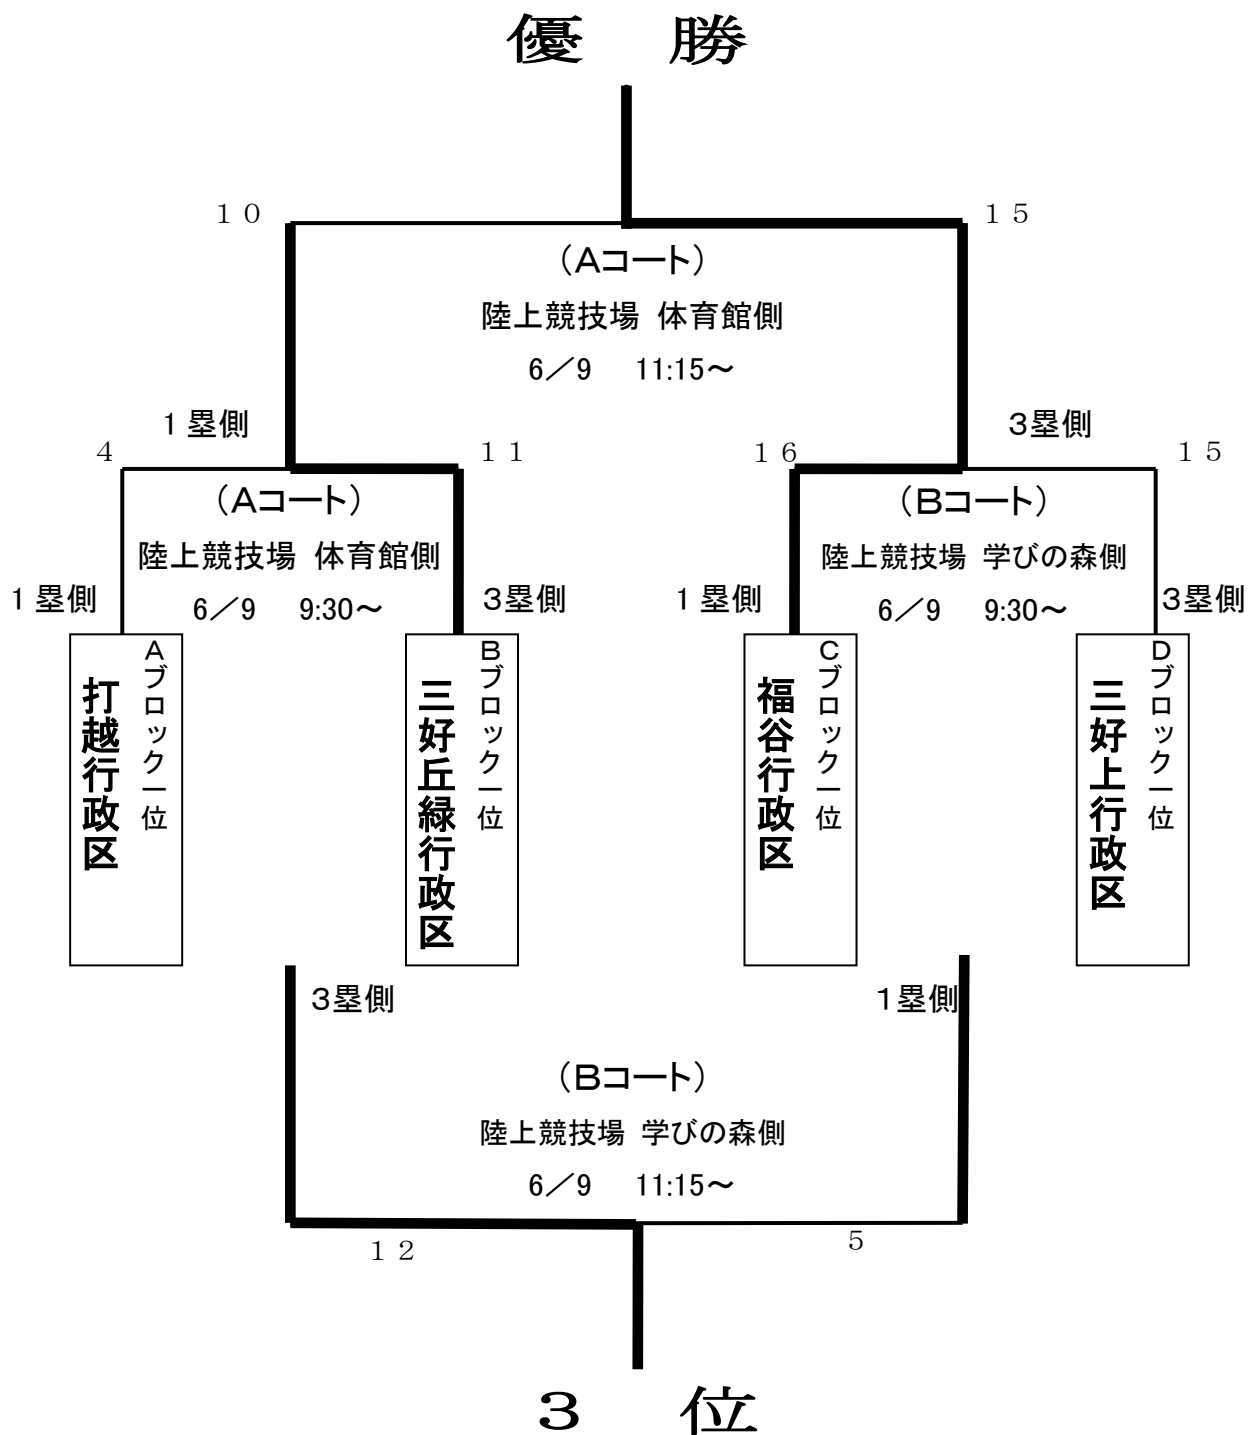 優 勝
１０
１５
（Aコート）
陸上競技場 体育館側
6／9 11:15～
１塁側
３塁側
４
１１
１６
１５
（Aコート）
陸上競技場 体育館側
6／9 9:30～
（Bコート）
陸上競技場 学びの森側
6／9 9:30～
１塁側
３塁側
１塁側
３塁側
Aブロック一位
打越行政区
Bブロック一位
三好丘緑行政区
Cブロック一位
福谷行政区
Dブロック一位
三好上行政区
３塁側
１塁側
（Bコート）
陸上競技場 学びの森側
6／9 11:15～
１２
５
３ 位